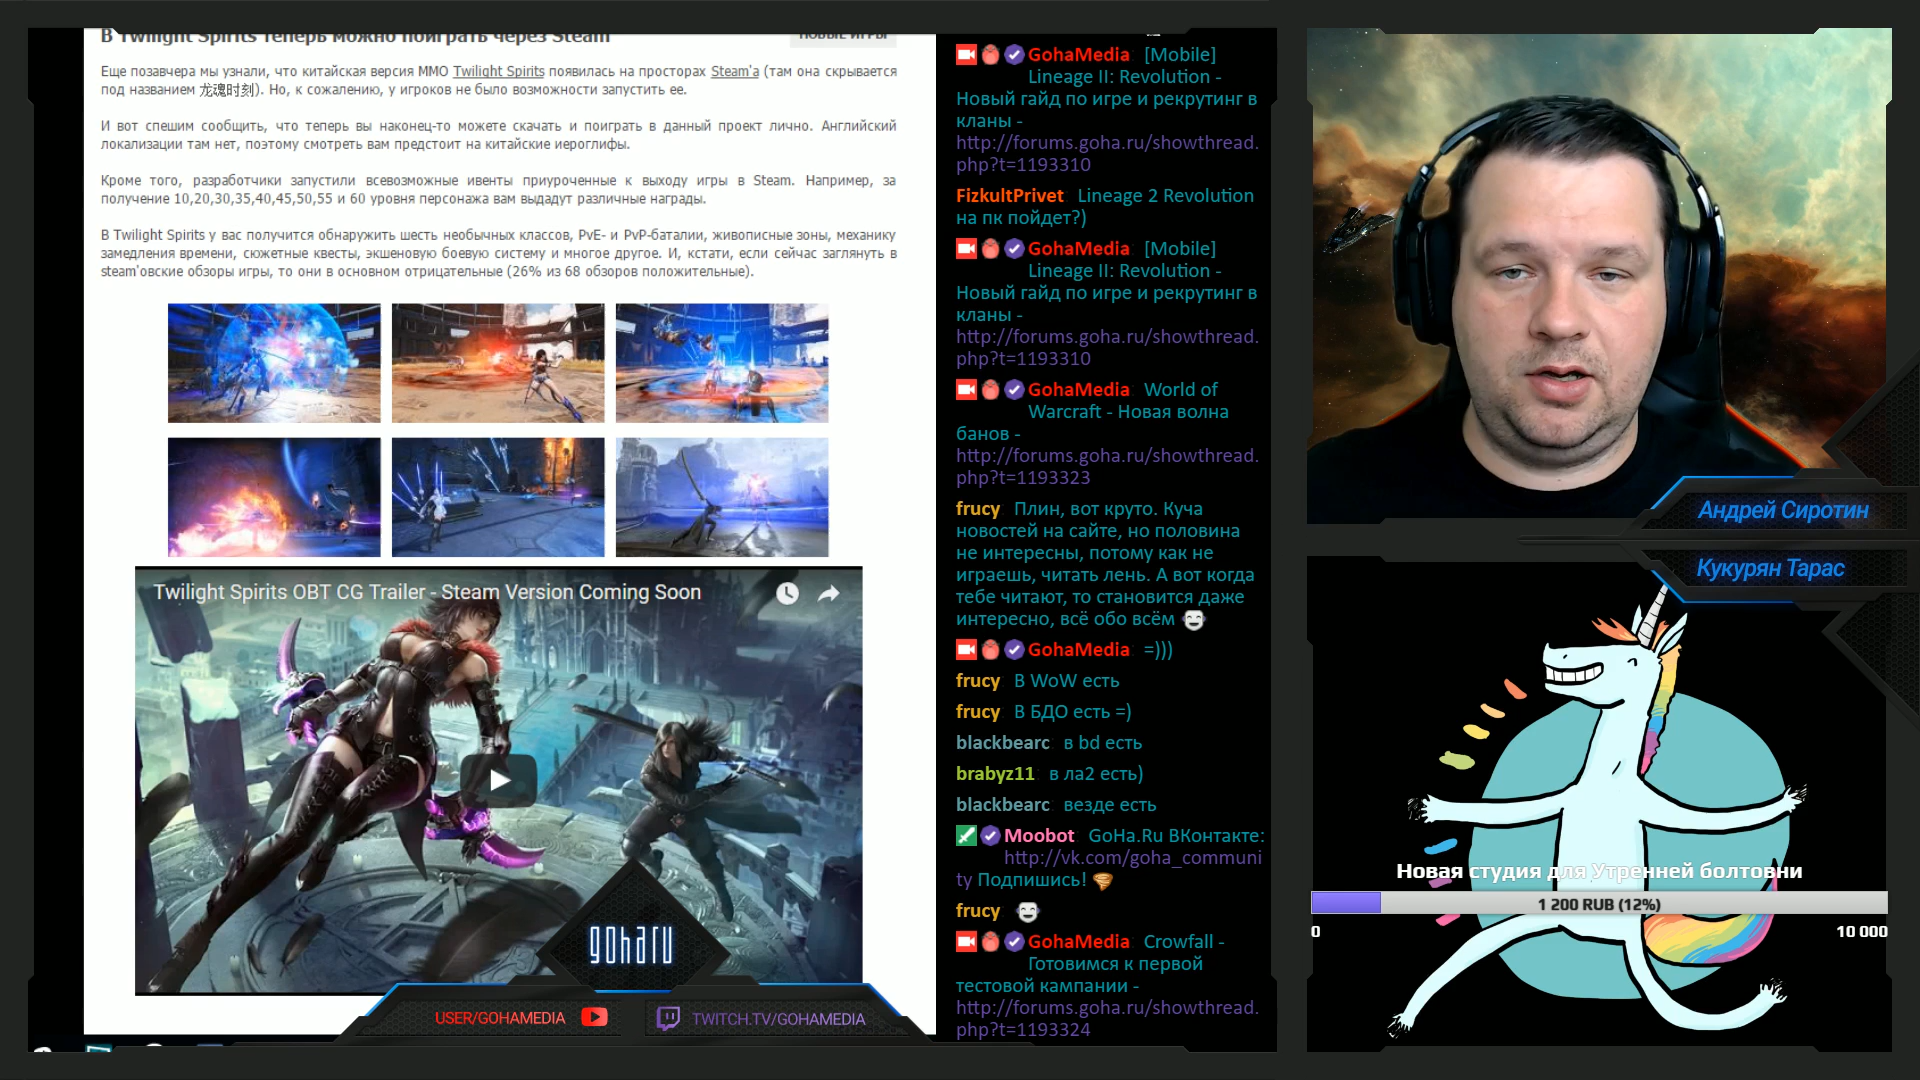 В Twilight Spirits теперь можно поиграть через Steam
НОВЫЕ ИГРЫ
Еще позавчера мы узнали, что китайская версия ММО Twilight Spirits появилась на просторах Steam'a (там она скрывается
под названием 龙魂时刻). Но, к сожалению, у игроков не было возможности запустить ее.
И вот спешим сообщить, что теперь вы наконец-то можете скачать и поиграть в данный проект лично. Английский
локализации там нет, поэтому смотреть вам предстоит на китайские иероглифы.
Кроме того, разработчики запустили всевозможные ивенты приуроченные к выходу игры в Steam. Например, за
получение 10,20,30,35,40,45,50,55 и 60 уровня персонажа вам выдадут различные награды.
В Twilight Spirits у вас получится обнаружить шесть необычных классов, PvE- и PvP-баталии, живописные зоны, механику
замедления времени, сюжетные квесты, экшеновую боевую систему и многое другое. И, кстати, если сейчас заглянуть в
steam'овские обзоры игры, то они в основном отрицательные (26% из 68 обзоров положительные).
Twilight Spirits OBT CG Trailer - Steam Version Coming Soon
goharu
USER/GOHAMEDIA
TWITCH.TV/GOHAMEDIA
GohaMedia [Mobile]
Lineage II: Revolution -
Новый гайд по игре и рекрутинг в
кланы -
http://forums.goha.ru/showthread.
php?t=1193310
FizkultPrivet Lineage 2 Revolution
на пк пойдет?)
GohaMedia [Mobile]
Lineage II: Revolution -
Новый гайд по игре и рекрутинг в
кланы -
http://forums.goha.ru/showthread.
php?t=1193310
GohaMedia World of
Warcraft - Новая волна
банов -
http://forums.goha.ru/showthread.
php?t=1193323
frucy Плин, вот круто. Куча
новостей на сайте, но половина
не интересны, потому как не
играешь, читать лень. А вот когда
тебе читают, то становится даже
интересно, всё обо всём
GohaMedia =)))
frucy В WoW есть
frucy В БДО есть =)
blackbearc в bd есть
brabyz11 в ла2 есть)
blackbearc везде есть
Moobot GoHa.Ru ВКонтакте:
http://vk.com/goha_communi
ty Подпишись!
frucy
GohaMedia Crowfall -
Готовимся к первой
тестовой кампании -
http://forums.goha.ru/showthread.
php?t=1193324
Андрей Сиротин
Кукурян Тарас
Новая студия для Утренней болтовни
1 200 RUB (12%)
0
10 000